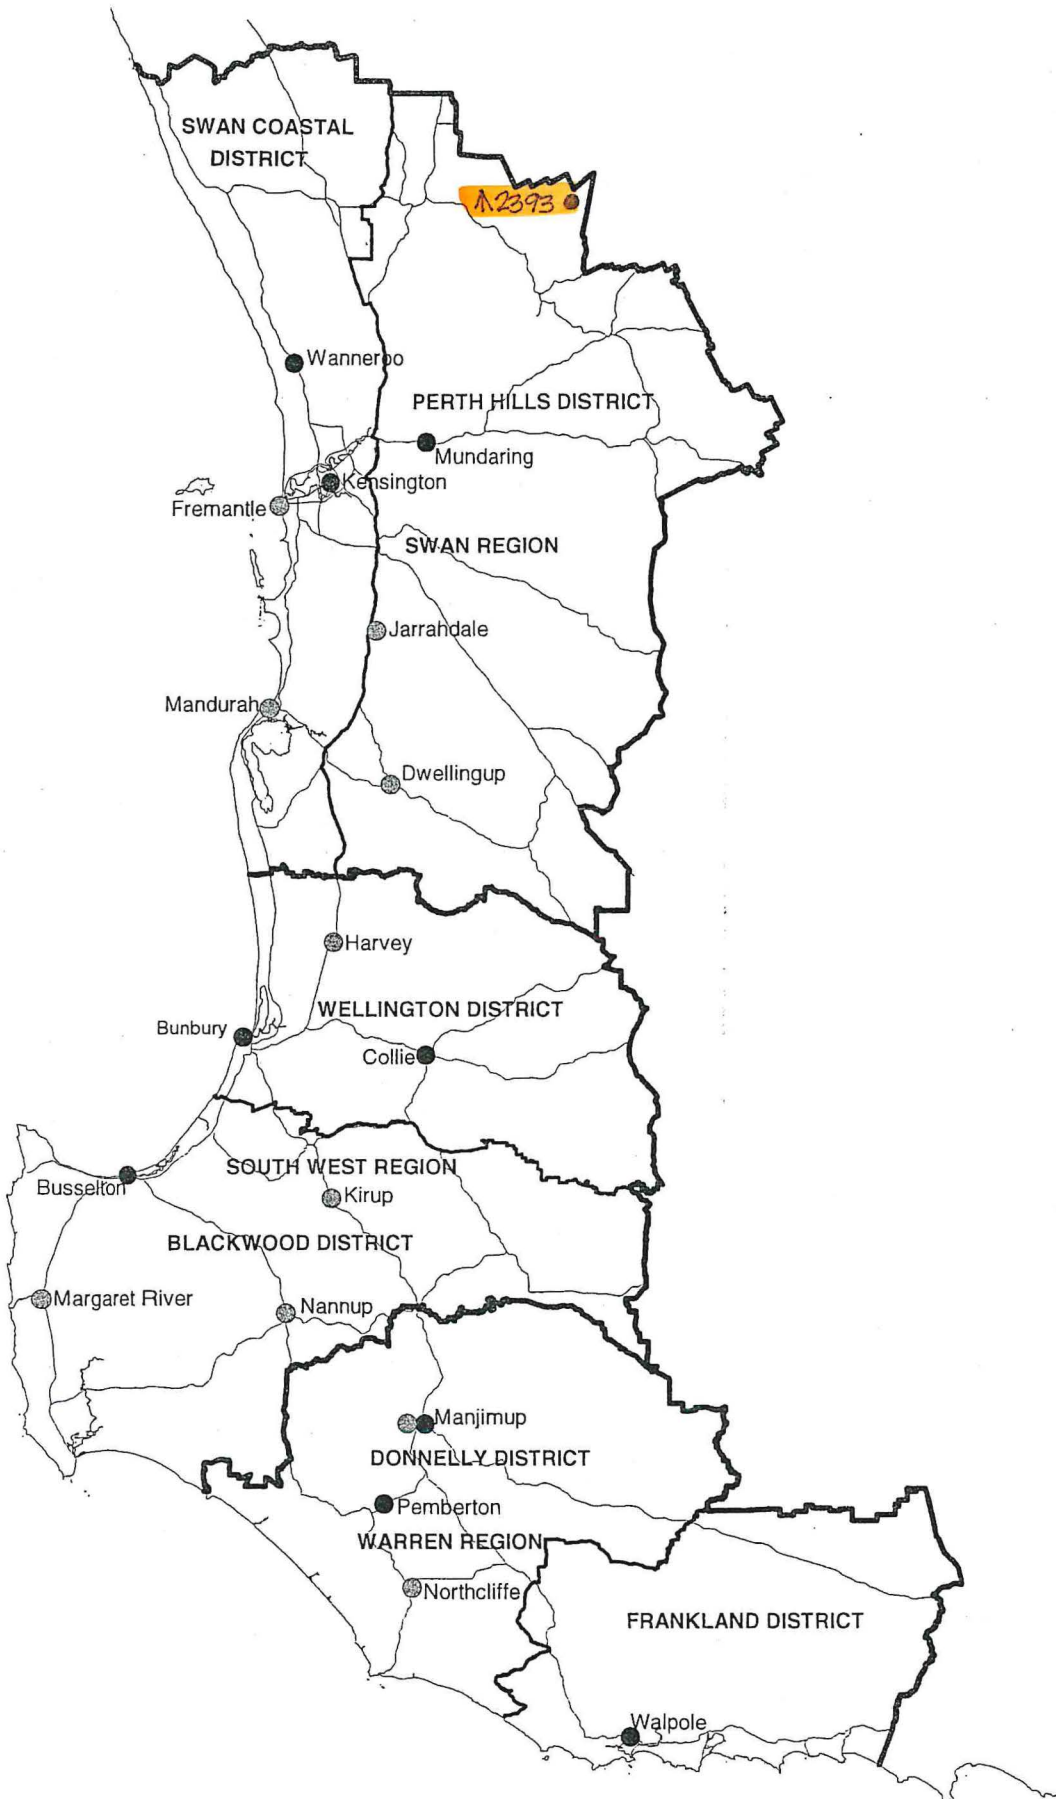 SWAN COASTAL
DISTRICT
Λ2393
Wanneroo
PERTH HILLS DISTRICT
Mundaring
Kensington
Fremantle
SWAN REGION
Jarrahdale
Mandurah
Dwellingup
Harvey
WELLINGTON DISTRICT
Bunbury
Collie
SOUTH WEST REGION
Busselton
Kirup
BLACKWOOD DISTRICT
Margaret River
Nannup
Manjimup
DONNELLY DISTRICT
Pemberton
WARREN REGION
Northcliffe
FRANKLAND DISTRICT
Walpole